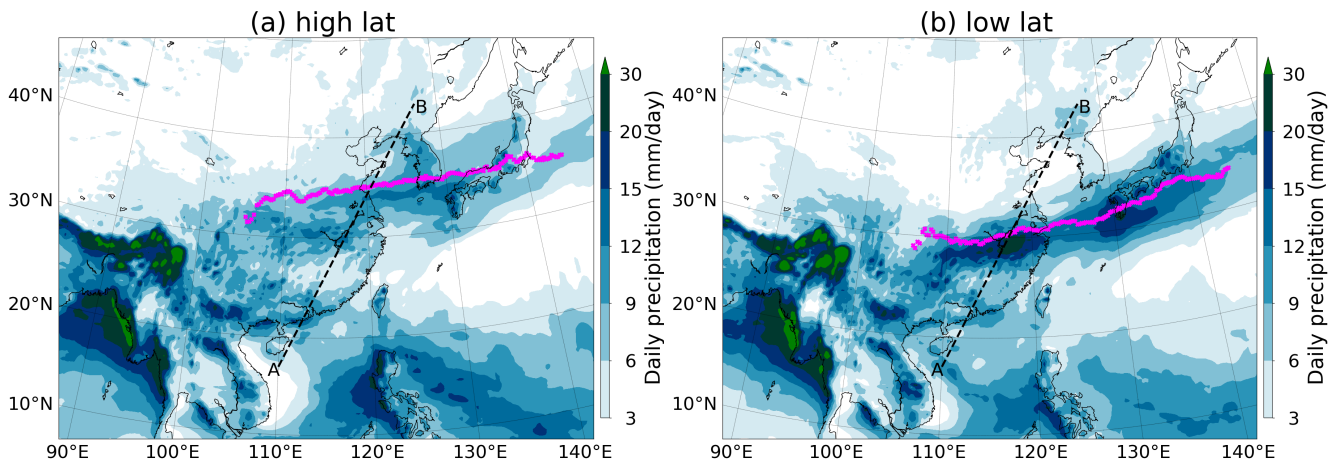 (a) high lat
(b) low lat
40°N
30°N
20°N
10°N
90°E
100°E
110°E
120°E
130°E
140°E
A
B
30
20
15
12
9
6
3
Daily precipitation (mm/day)
40°N
30°N
20°N
10°N
90°E
100°E
110°E
120°E
130°E
140°E
A
B
30
20
15
12
9
6
3
Daily precipitation (mm/day)